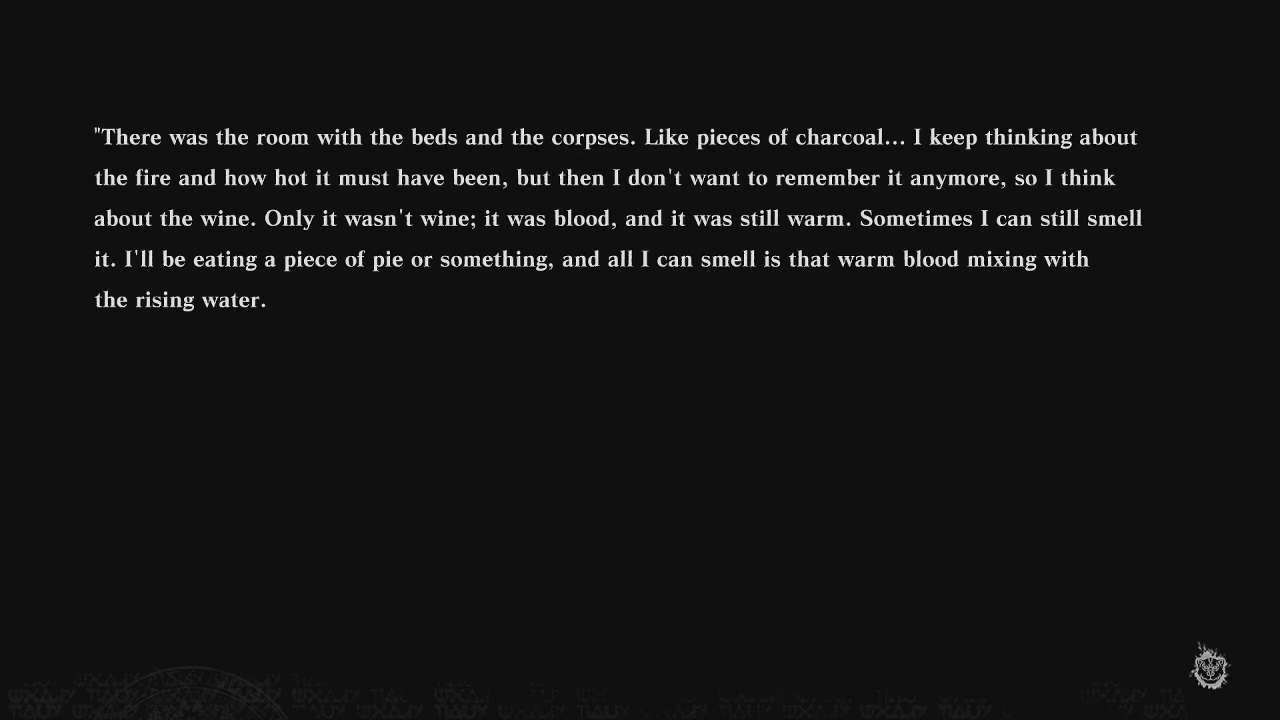 "There was the room with the beds and the corpses. Like pieces of charcoal... I keep thinking about
the fire and how hot it must have been, but then I don't want to remember it anymore, so I think
about the wine. Only it wasn't wine; it was blood, and it was still warm. Sometimes I can still smell
it. I'll be eating a piece of pie or something, and all I can smell is that warm blood mixing with
the rising water.